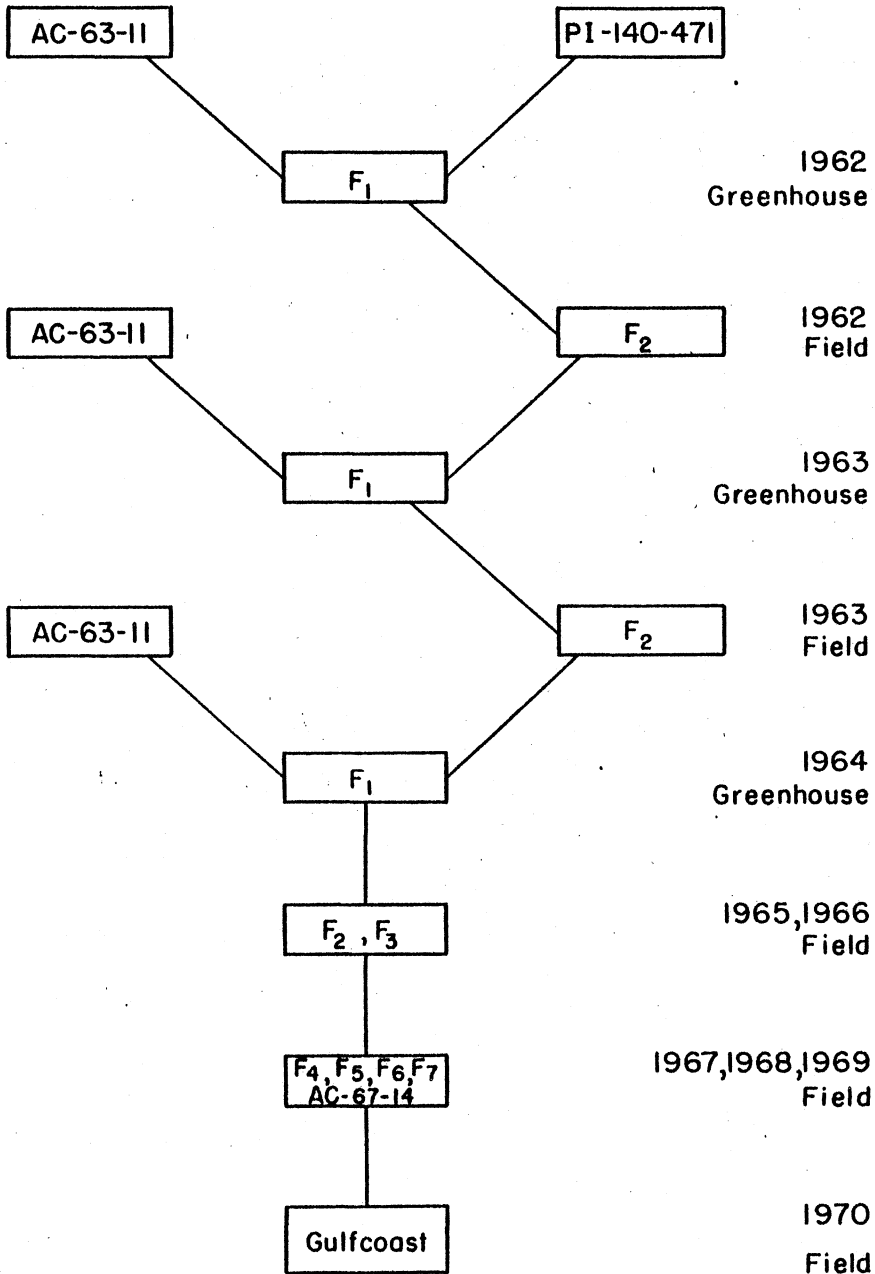 AC-63-11
PI-140-471
F₁
1962
Greenhouse
AC-63-11
F₂
1962
Field
F₁
1963
Greenhouse
AC-63-11
F₂
1963
Field
F₁
1964
Greenhouse
F₂ , F₃
1965,1966
Field
F₄, F₅, F₆, F₇
AC-67-14
1967,1968,1969
Field
Gulfcoast
1970
Field